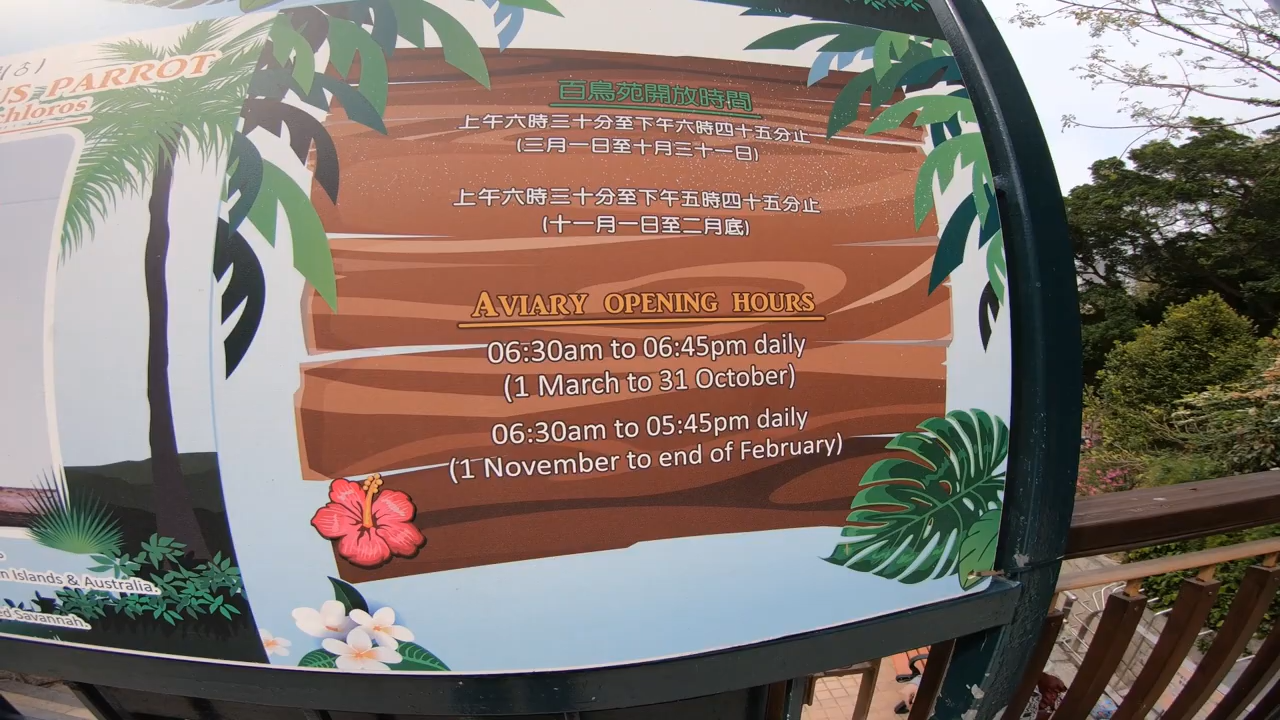 US PARROT
chloros
n Islands & Australia.
ed Savannah.
百鳥苑開放時間
上午六時三十分至下午六時四十五分止
(三月一日至十月三十一日)
上午六時三十分至下午五時四十五分止
(十一月一日至二月底)
AVIARY OPENING HOURS
06:30am to 06:45pm daily
(1 March to 31 October)
06:30am to 05:45pm daily
(1 November to end of February)